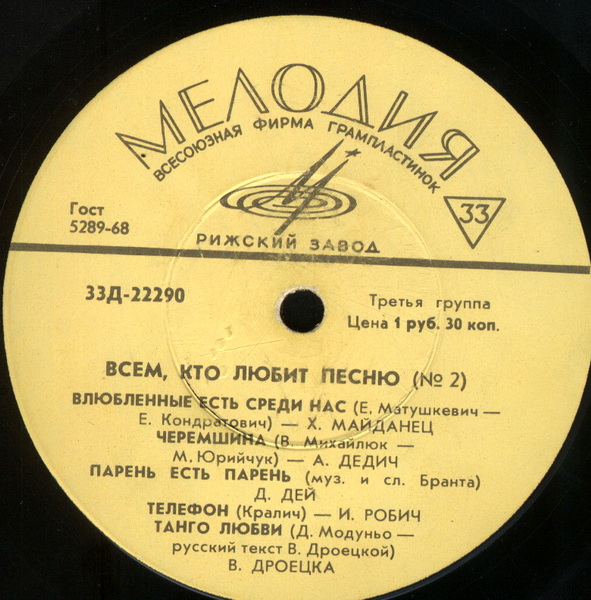 МЕЛОДИЯ
ВСЕСОЮЗНАЯ ФИРМА ГРАМПЛАСТИНОК
33
Гост
5289-68
РИЖСКИЙ ЗАВОД
33Д-22290
Третья группа
Цена 1 руб. 30 коп.
ВСЕМ, КТО ЛЮБИТ ПЕСНЮ (№ 2)
ВЛЮБЛЕННЫЕ ЕСТЬ СРЕДИ НАС (Е. Матушкевич —
Е. Кондратович) — Х. МАЙДАНЕЦ
ЧЕРЕМШИНА (В. Михайлюк —
М. Юрийчук) — А. ДЕДИЧ
ПАРЕНЬ ЕСТЬ ПАРЕНЬ (муз. и сл. Бранта)
Д. ДЕЙ
ТЕЛЕФОН (Кралич) — И. РОБИЧ
ТАНГО ЛЮБВИ (Д. Модуньо —
русский текст В. Дроецкой)
В. ДРОЕЦКА